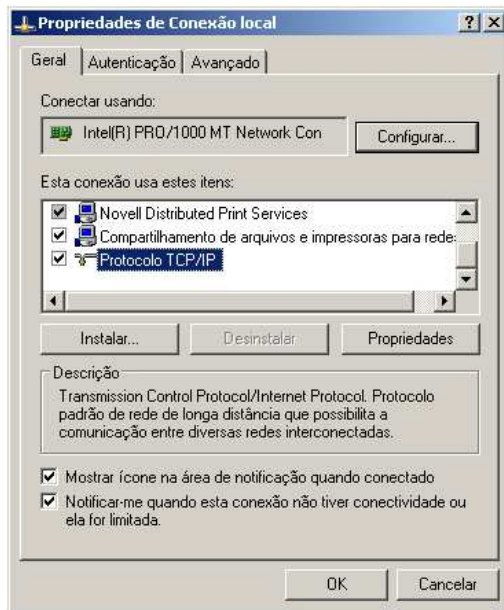 Propriedades de Conexão local
Geral Autenticação Avançado
Conectar usando:
Intel(R) PRO/1000 MT Network Con Configurar...
Esta conexão usa estes itens:
Novell Distributed Print Services
Compartilhamento de arquivos e impressoras para rede
Protocolo TCP/IP
Instalar... Desinstalar Propriedades
Descrição
Transmission Control Protocol/Internet Protocol. Protocolo
padrão de rede de longa distância que possibilita a
comunicação entre diversas redes interconectadas.
Mostrar ícone na área de notificação quando conectado
Notificar-me quando esta conexão não tiver conectividade ou
ela for limitada.
OK Cancelar